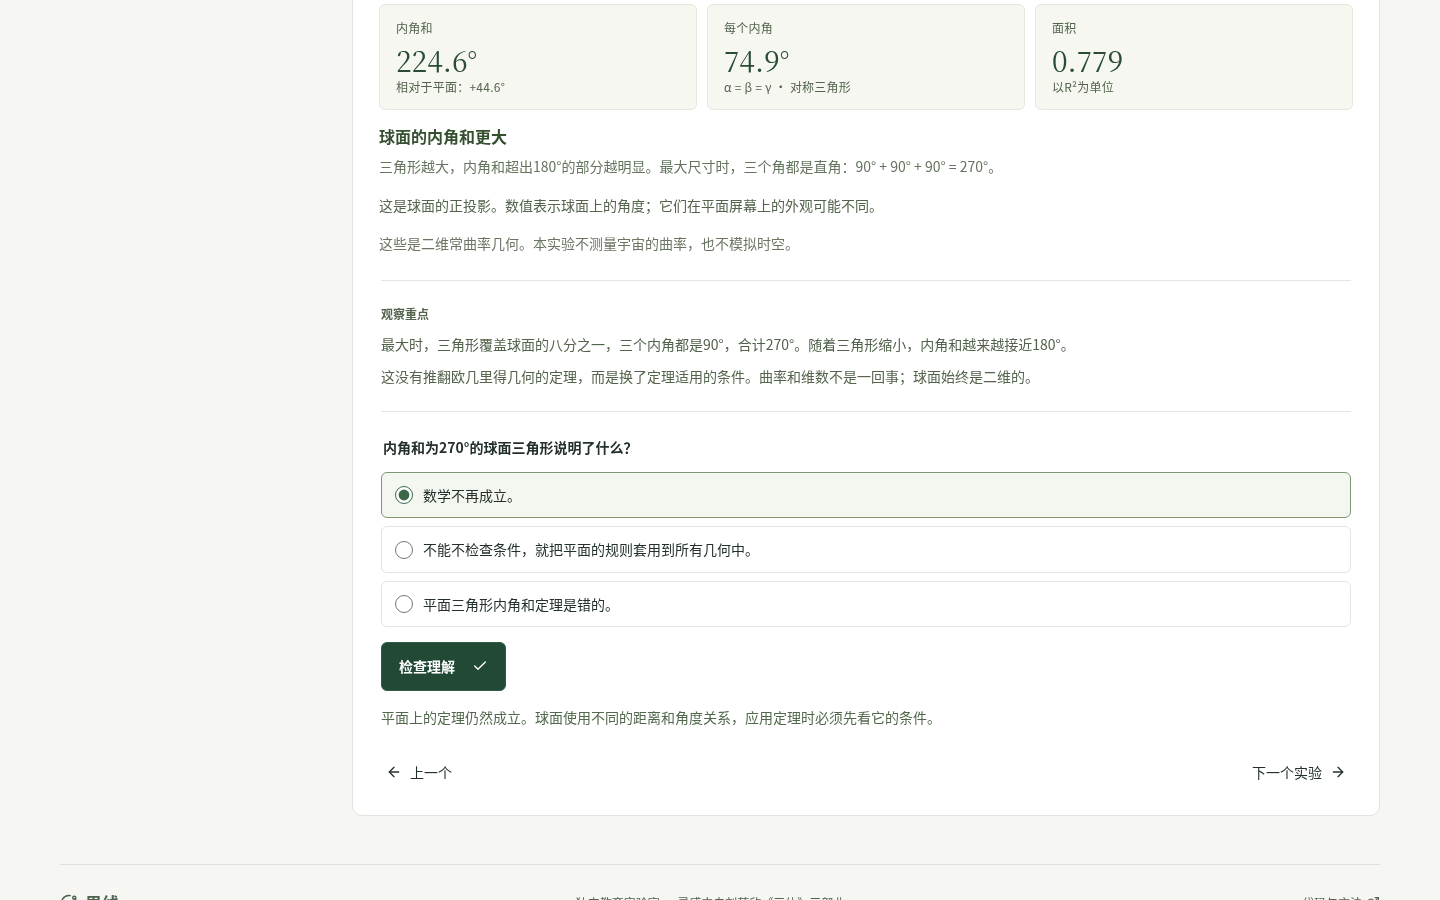 内角和
224.6°
相对于平面：+44.6°
每个内角
74.9°
α = β = γ · 对称三角形
面积
0.779
以R²为单位
球面的内角和更大
三角形越大，内角和超出180°的部分越明显。最大尺寸时，三个角都是直角：90° + 90° + 90° = 270°。
这是球面的正投影。数值表示球面上的角度；它们在平面屏幕上的外观可能不同。
这些是二维常曲率几何。本实验不测量宇宙的曲率，也不模拟时空。
观察重点
最大时，三角形覆盖球面的八分之一，三个内角都是90°，合计270°。随着三角形缩小，内角和越来越接近180°。
这没有推翻欧几里得几何的定理，而是换了定理适用的条件。曲率和维数不是一回事；球面始终是二维的。
内角和为270°的球面三角形说明了什么？
数学不再成立。
不能不检查条件，就把平面的规则套用到所有几何中。
平面三角形内角和定理是错的。
检查理解
平面上的定理仍然成立。球面使用不同的距离和角度关系，应用定理时必须先看它的条件。
上一个
下一个实验